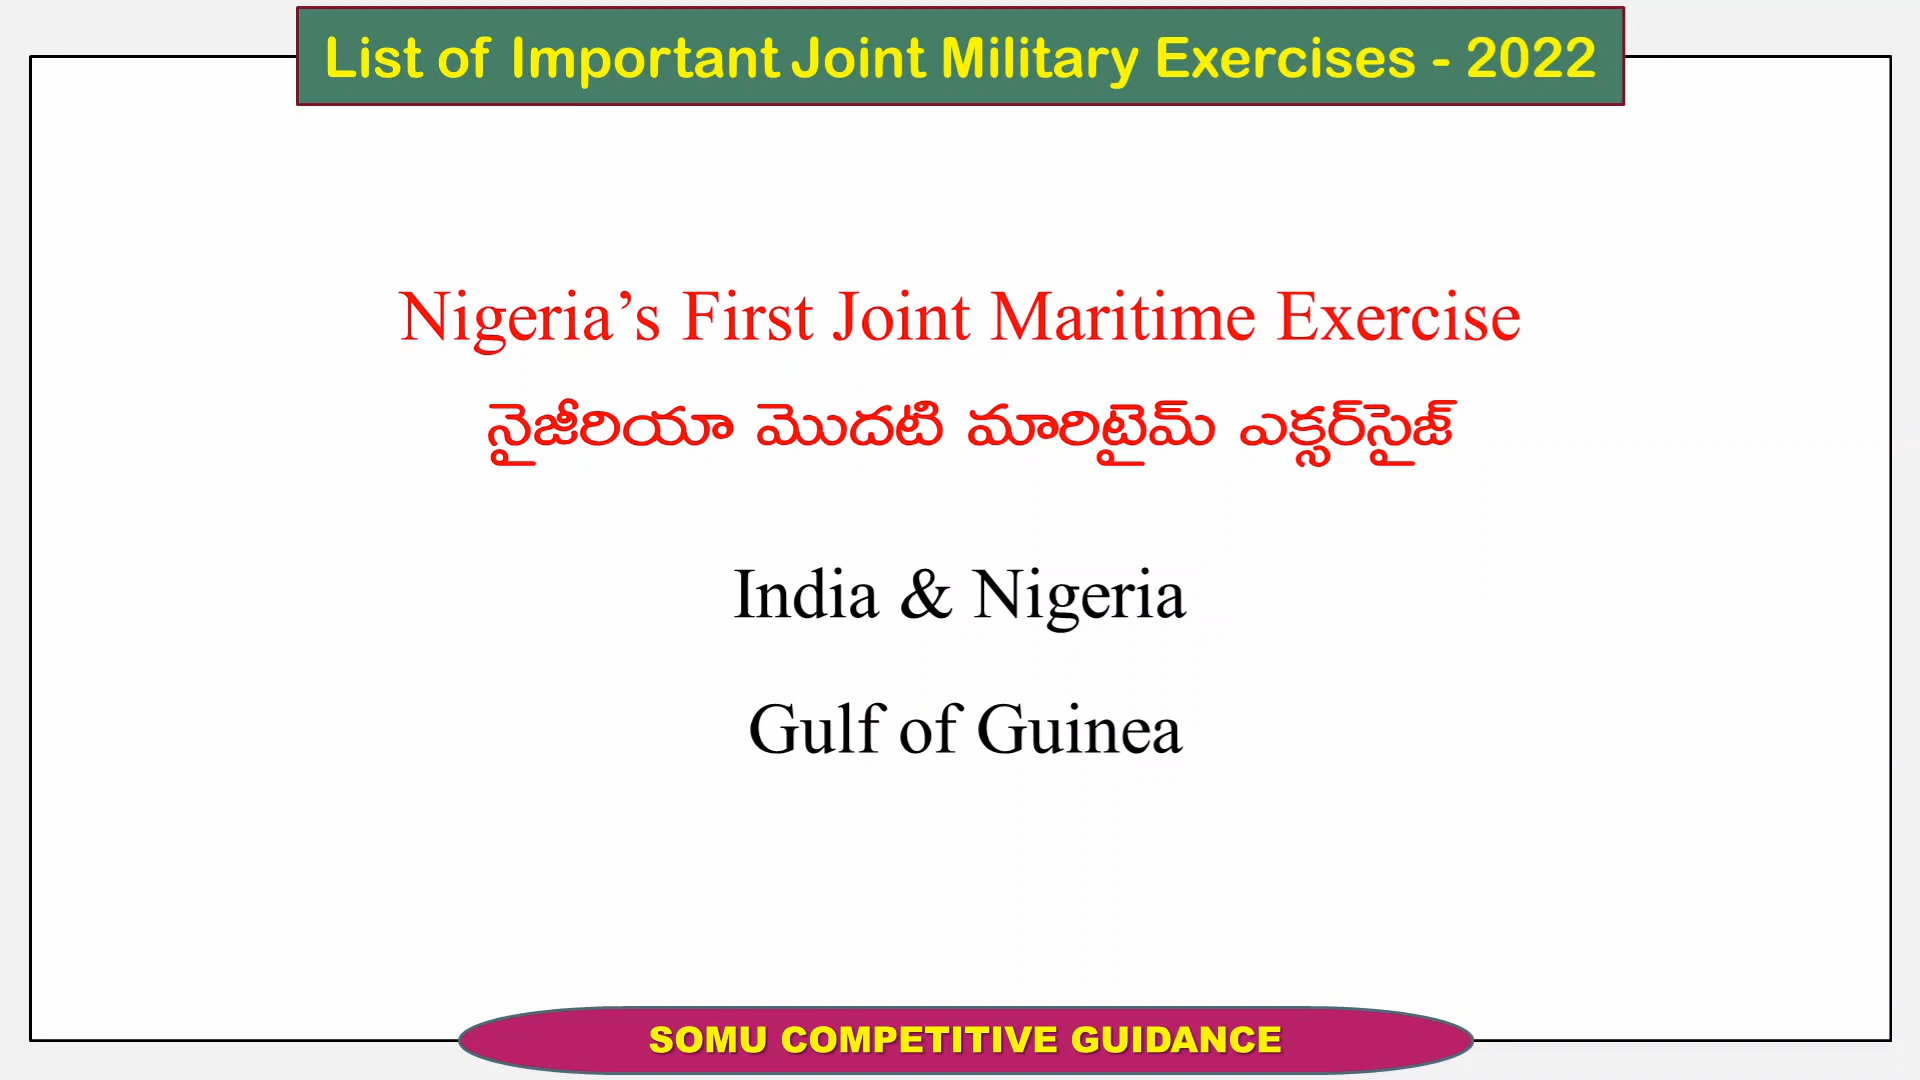 List of Important Joint Military Exercises - 2022
Nigeria’s First Joint Maritime Exercise
నైజీరియా మొదటి మారిటైమ్ ఎక్సర్‌సైజ్
India & Nigeria
Gulf of Guinea
SOMU COMPETITIVE GUIDANCE